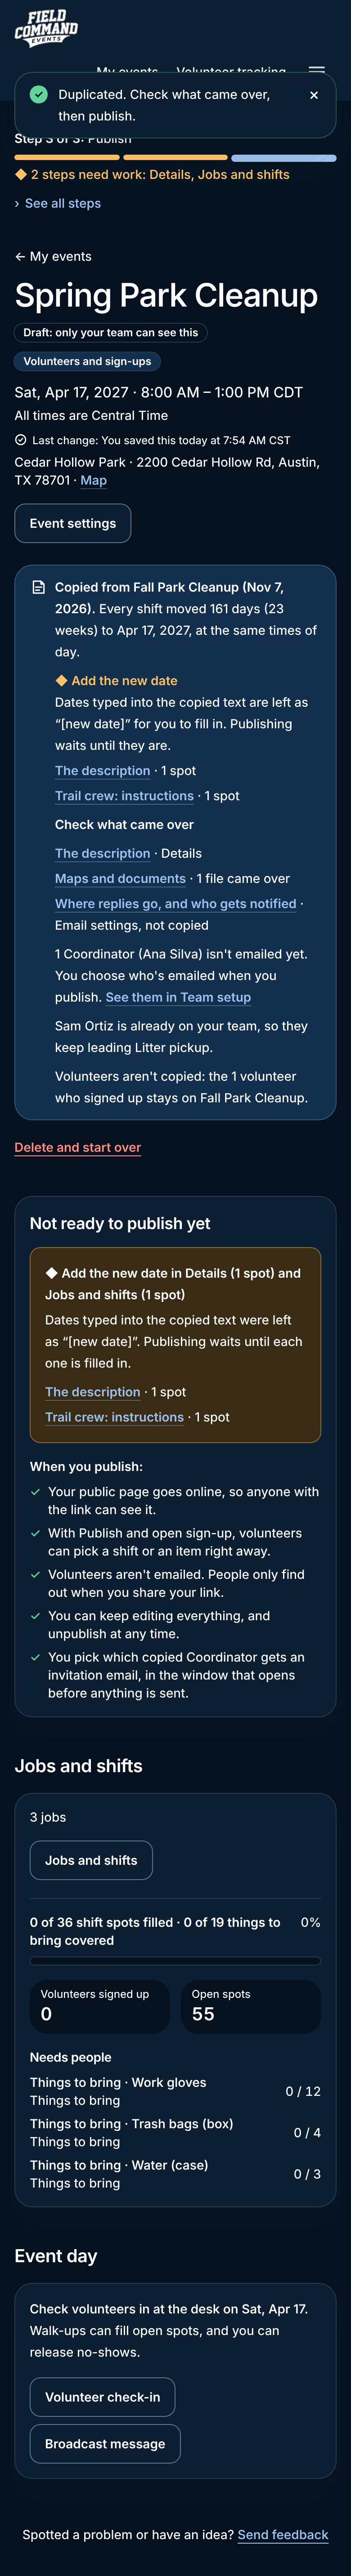 FIELD
COMMAND
EVENTS
My events Volunteer tracking
Duplicated. Check what came over,
then publish.
Step 3 of 3: Publish
2 steps need work: Details, Jobs and shifts
› See all steps
← My events
Spring Park Cleanup
Draft: only your team can see this
Volunteers and sign-ups
Sat, Apr 17, 2027 · 8:00 AM – 1:00 PM CDT
All times are Central Time
Last change: You saved this today at 7:54 AM CST
Cedar Hollow Park · 2200 Cedar Hollow Rd, Austin,
TX 78701 · Map
Event settings
Copied from Fall Park Cleanup (Nov 7,
2026). Every shift moved 161 days (23
weeks) to Apr 17, 2027, at the same times of
day.
Add the new date
Dates typed into the copied text are left as
“[new date]” for you to fill in. Publishing
waits until they are.
The description · 1 spot
Trail crew: instructions · 1 spot
Check what came over
The description · Details
Maps and documents · 1 file came over
Where replies go, and who gets notified ·
Email settings, not copied
1 Coordinator (Ana Silva) isn't emailed yet.
You choose who's emailed when you
publish. See them in Team setup
Sam Ortiz is already on your team, so they
keep leading Litter pickup.
Volunteers aren't copied: the 1 volunteer
who signed up stays on Fall Park Cleanup.
Delete and start over
Not ready to publish yet
Add the new date in Details (1 spot) and
Jobs and shifts (1 spot)
Dates typed into the copied text were left
as “[new date]”. Publishing waits until each
one is filled in.
The description · 1 spot
Trail crew: instructions · 1 spot
When you publish:
Your public page goes online, so anyone with
the link can see it.
With Publish and open sign-up, volunteers
can pick a shift or an item right away.
Volunteers aren't emailed. People only find
out when you share your link.
You can keep editing everything, and
unpublish at any time.
You pick which copied Coordinator gets an
invitation email, in the window that opens
before anything is sent.
Jobs and shifts
3 jobs
Jobs and shifts
0 of 36 shift spots filled · 0 of 19 things to 0%
bring covered
Volunteers signed up Open spots
0 55
Needs people
Things to bring · Work gloves
Things to bring 0 / 12
Things to bring · Trash bags (box)
Things to bring 0 / 4
Things to bring · Water (case)
Things to bring 0 / 3
Event day
Check volunteers in at the desk on Sat, Apr 17.
Walk-ups can fill open spots, and you can
release no-shows.
Volunteer check-in
Broadcast message
Spotted a problem or have an idea? Send feedback